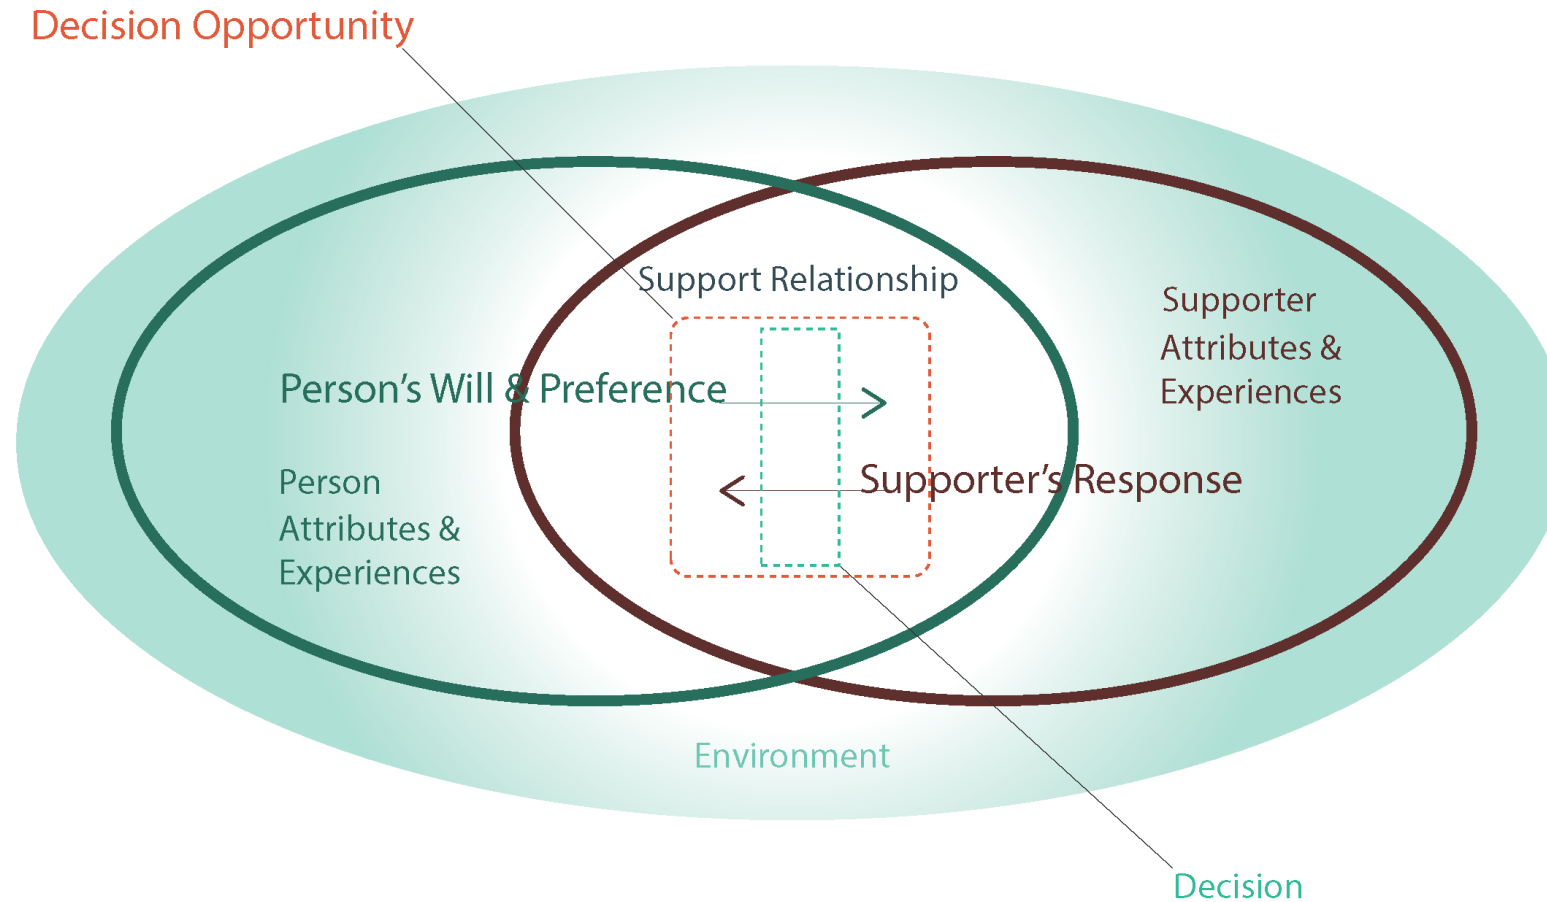 Decision Opportunity
Support Relationship
Supporter
Attributes &
Experiences
Person’s Will & Preference
Supporter’s Response
Person
Attributes &
Experiences
Environment
Decision